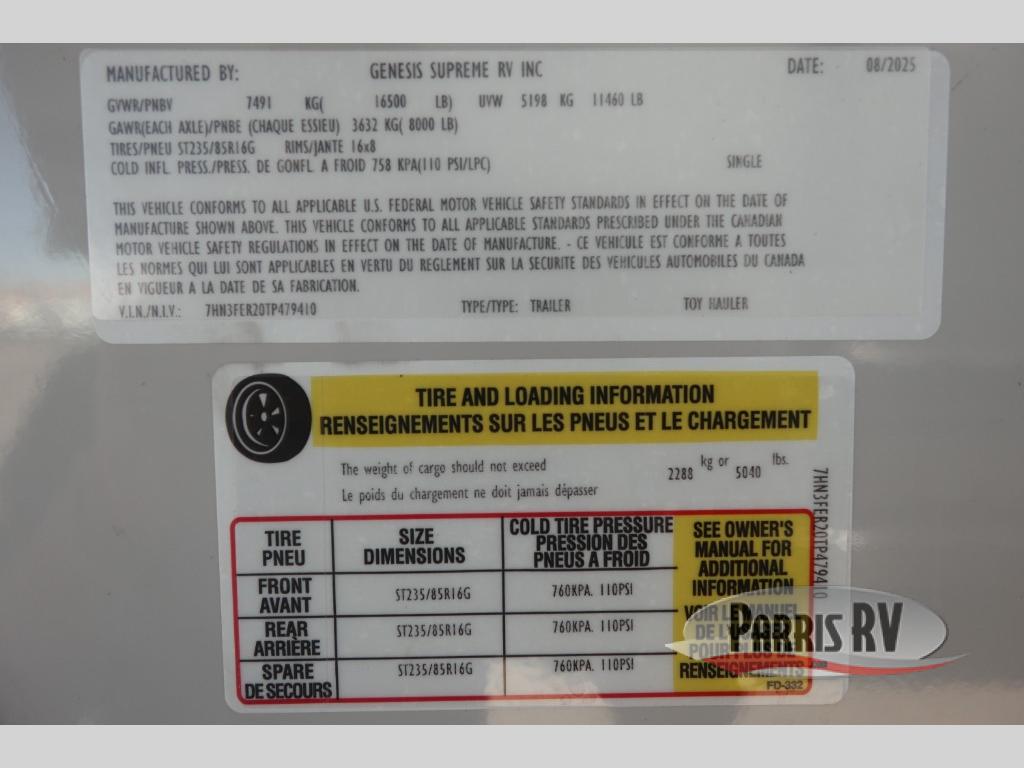 MANUFACTURED BY: GENESIS SUPREME RV INC DATE: 08/2025
GVWR/PNBV 7491 KG( 16500 LB) UVW 5198 KG 11460 LB
GAWR(EACH AXLE)/PNBE (CHAQUE ESSIEU) 3632 KG( 8000 LB)
TIRES/PNEU ST235/85R16G RIMS/JANTE 16x8
COLD INFL. PRESS./PRESS. DE GONFL. A FROID 758 KPA(110 PSI/LPC) SINGLE
THIS VEHICLE CONFORMS TO ALL APPLICABLE U.S. FEDERAL MOTOR VEHICLE SAFETY STANDARDS IN EFFECT ON THE DATE OF
MANUFACTURE SHOWN ABOVE. THIS VEHICLE CONFORMS TO ALL APPLICABLE STANDARDS PRESCRIBED UNDER THE CANADIAN
MOTOR VEHICLE SAFETY REGULATIONS IN EFFECT ON THE DATE OF MANUFACTURE. - CE VEHICULE EST CONFORME A TOUTES
LES NORMES QUI LUI SONT APPLICABLES EN VERTU DU REGLEMENT SUR LA SECURITE DES VEHICULES AUTOMOBILES DU CANADA
EN VIGUEUR A LA DATE DE SA FABRICATION.
V.I.N./N.I.V.: 7HN3FER20TP479410 TYPE/TYPE: TRAILER TOY HAULER
TIRE AND LOADING INFORMATION
RENSEIGNEMENTS SUR LES PNEUS ET LE CHARGEMENT
The weight of cargo should not exceed
Le poids du chargement ne doit jamais dépasser
2288 kg or 5040 lbs.
7HN3FER20TP479410
TIRE
PNEU
SIZE
DIMENSIONS
COLD TIRE PRESSURE
PRESSION DES
PNEUS A FROID
FRONT
AVANT
ST235/85R16G 760KPA. 110PSI
REAR
ARRIÈRE
ST235/85R16G 760KPA. 110PSI
SPARE
DE SECOURS
ST235/85R16G 760KPA. 110PSI
SEE OWNER'S
MANUAL FOR
ADDITIONAL
INFORMATION
VOIR LE MANUEL
DE
POUR PLUS DE
RENSEIGNEMENTS
FD-332
PARRIS RV
.com